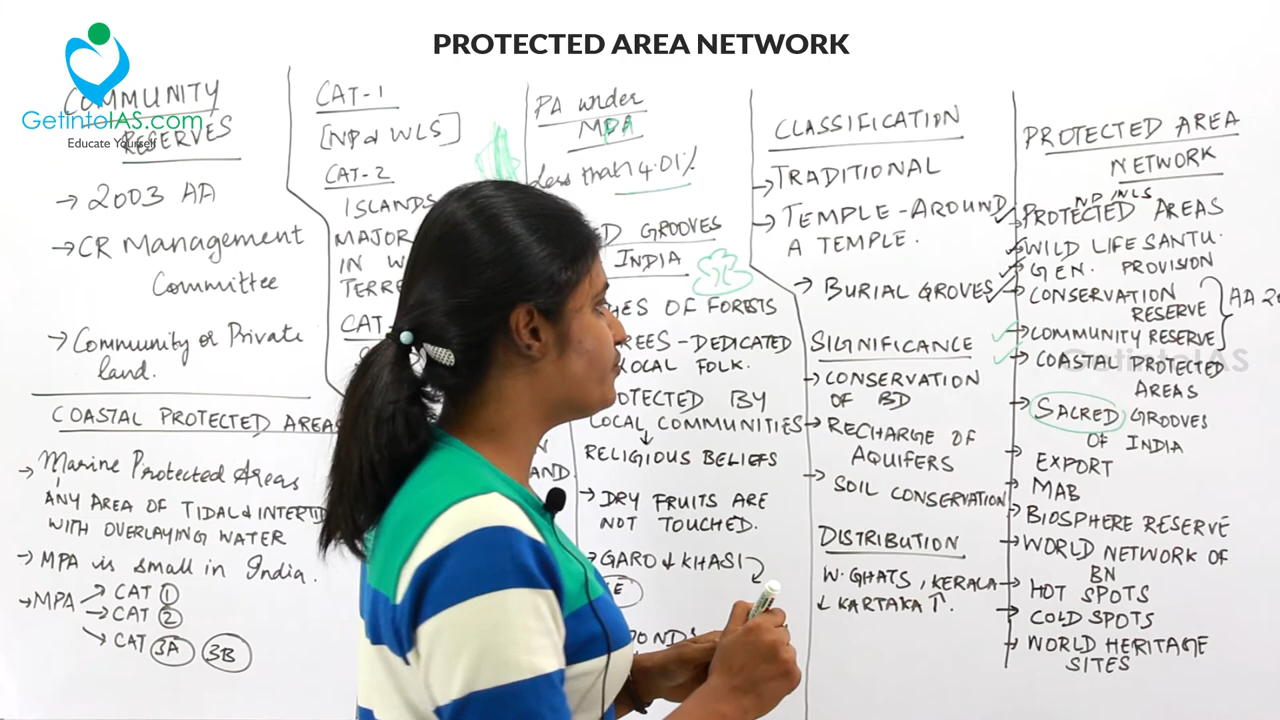 PROTECTED AREA NETWORK
GetintoIAS.com
Educate Yourself
COMMUNITY
RESERVES
→ 2003 AA
→ CR Management
Committee
→ Community or Private
land.
COASTAL PROTECTED AREAS
→ Marine Protected Areas
ANY AREA OF TIDAL &
WITH OVERLAYING WATER
→ MPA is small in India.
→ MPA → CAT 1
→ CAT 2
→ CAT 3A 3B
CAT-1
[NP & WLS]
CAT-2
ISLANDS
MAJOR
IN
CAT
PA under
MPA
Less than 4.01%
GROOVES
INDIA
OF FORESTS
DEDICATED
LOCAL FOLK.
BY
LOCAL COMMUNITIES
↓
RELIGIOUS BELIEFS
→ DRY FRUITS ARE
NOT TOUCHED.
→ GARO & KHASI
CLASSIFICATION
→ TRADITIONAL
→ TEMPLE - AROUND
A TEMPLE.
→ BURIAL GROVES
SIGNIFICANCE
→ CONSERVATION
OF BD
→ RECHARGE OF
AQUIFERS
→ SOIL CONSERVATION
DISTRIBUTION
W. GHATS, KERALA
& KARTAKA
PROTECTED AREA
NETWORK
NP/WLS
→ PROTECTED AREAS
→ WILD LIFE SANTU.
→ GEN. PROVISION
→ CONSERVATION
RESERVE
→ COMMUNITY RESERVE
AA
→ COASTAL PROTECTED
AREAS
→ SACRED GROOVES
OF INDIA
→ EXPORT
→ MAB
→ BIOSPHERE RESERVE
→ WORLD NETWORK OF
BN
→ HOT SPOTS
→ COLD SPOTS
→ WORLD HERITAGE
SITES
GetintoIAS